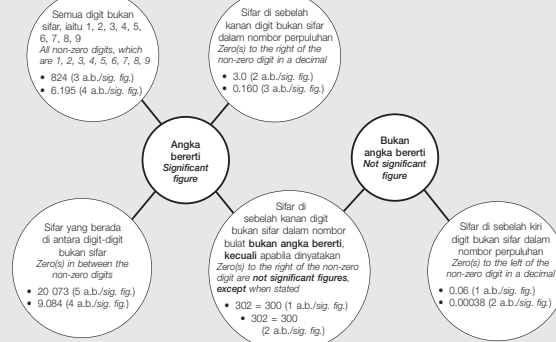 Semua digit bukan
sifar, iaitu 1, 2, 3, 4, 5,
6, 7, 8, 9
All non-zero digits, which
are 1, 2, 3, 4, 5, 6, 7, 8, 9
• 824 (3 a.b./sig. fig.)
• 6.195 (4 a.b./sig. fig.)
Sifar di sebelah
kanan digit bukan sifar
dalam nombor perpuluhan
Zero(s) to the right of the
non-zero digit in a decimal
• 3.0 (2 a.b./sig. fig.)
• 0.160 (3 a.b./sig. fig.)
Angka
bererti
Significant
figure
Bukan
angka bererti
Not significant
figure
Sifar yang berada
di antara digit-digit
bukan sifar
Zero(s) in between the
non-zero digits
• 20 073 (5 a.b./sig. fig.)
• 9.084 (4 a.b./sig. fig.)
Sifar di
sebelah kanan digit
bukan sifar dalam nombor
bulat bukan angka bererti,
kecuali apabila dinyatakan
Zero(s) to the right of the non-zero
digit are not significant figures,
except when stated
• 302 = 300 (1 a.b./sig. fig.)
• 302 = 300
(2 a.b./sig. fig.)
Sifar di sebelah kiri
digit bukan sifar dalam
nombor perpuluhan
Zero(s) to the left of the
non-zero digit in a decimal
• 0.06 (1 a.b./sig. fig.)
• 0.00038 (2 a.b./sig. fig.)